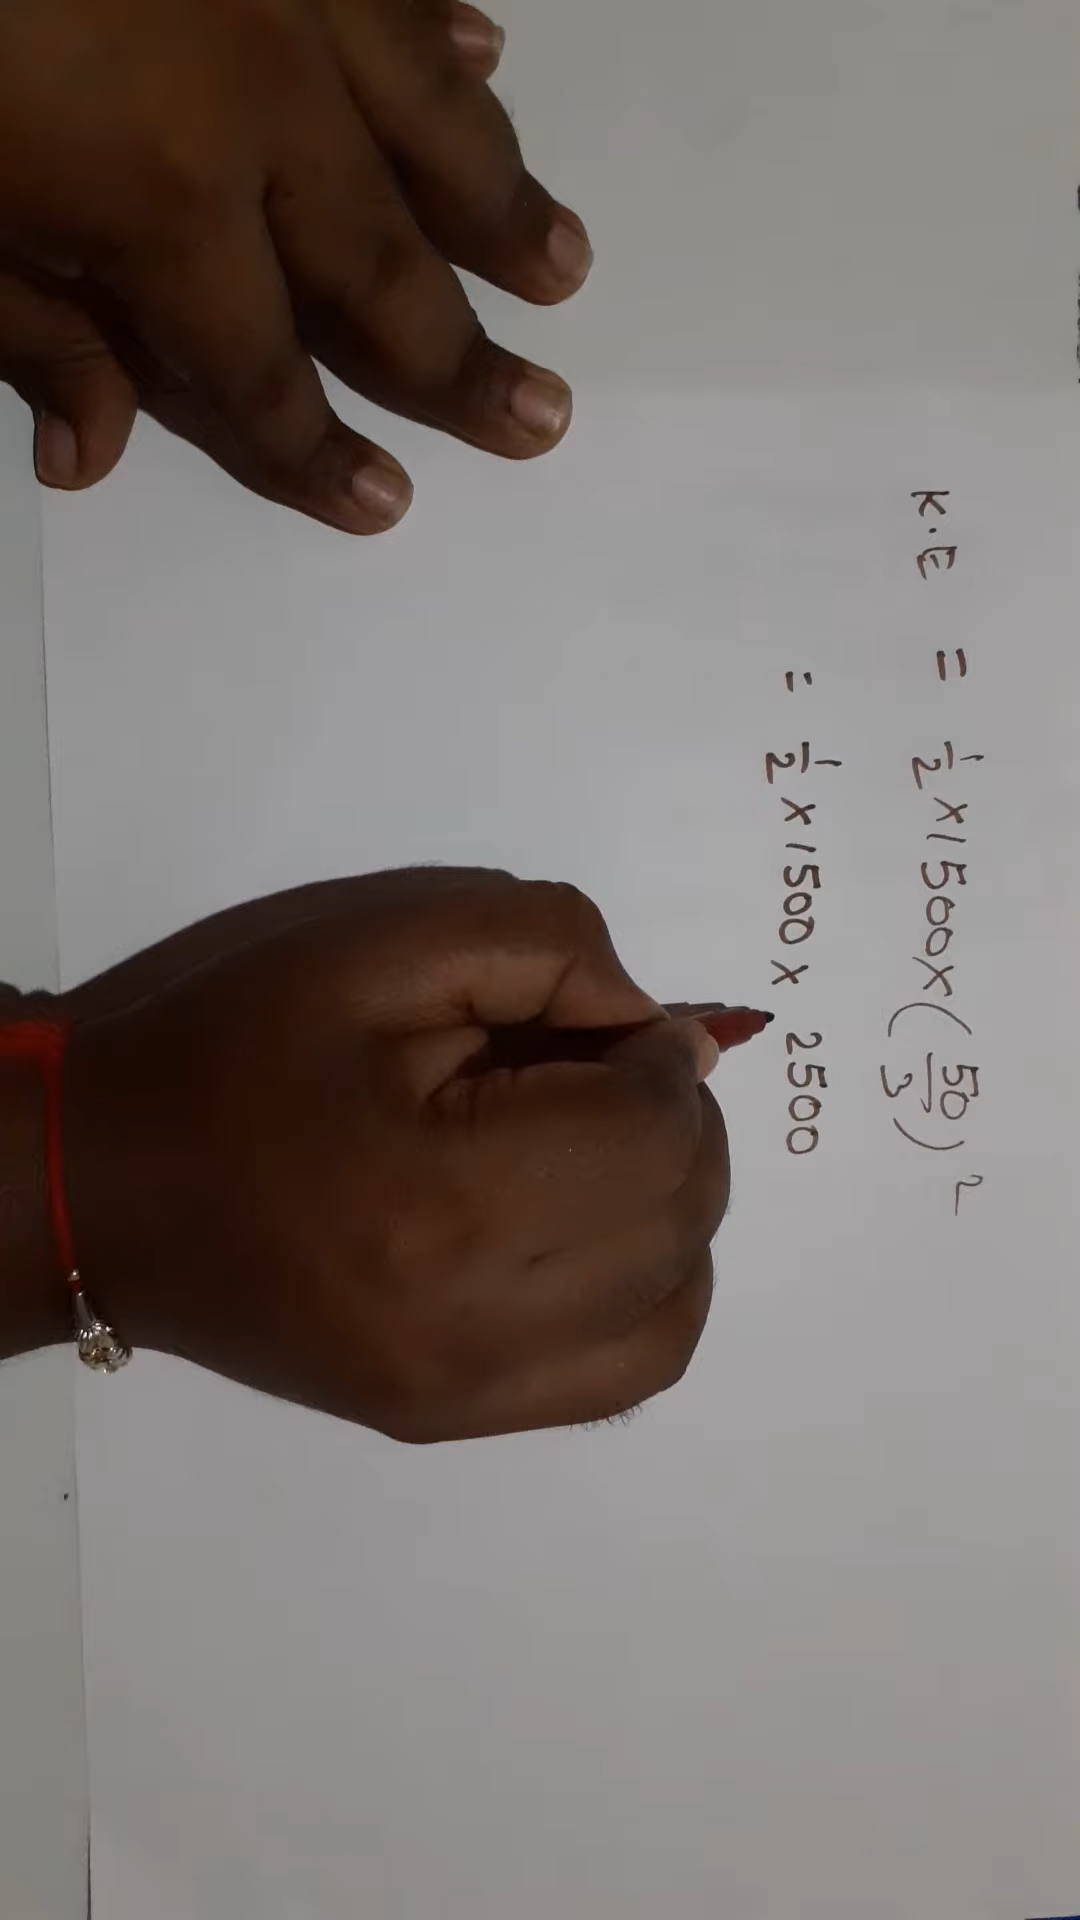 K.E = 1/2 × 1500 × (50/3)²
= 1/2 × 1500 × 2500